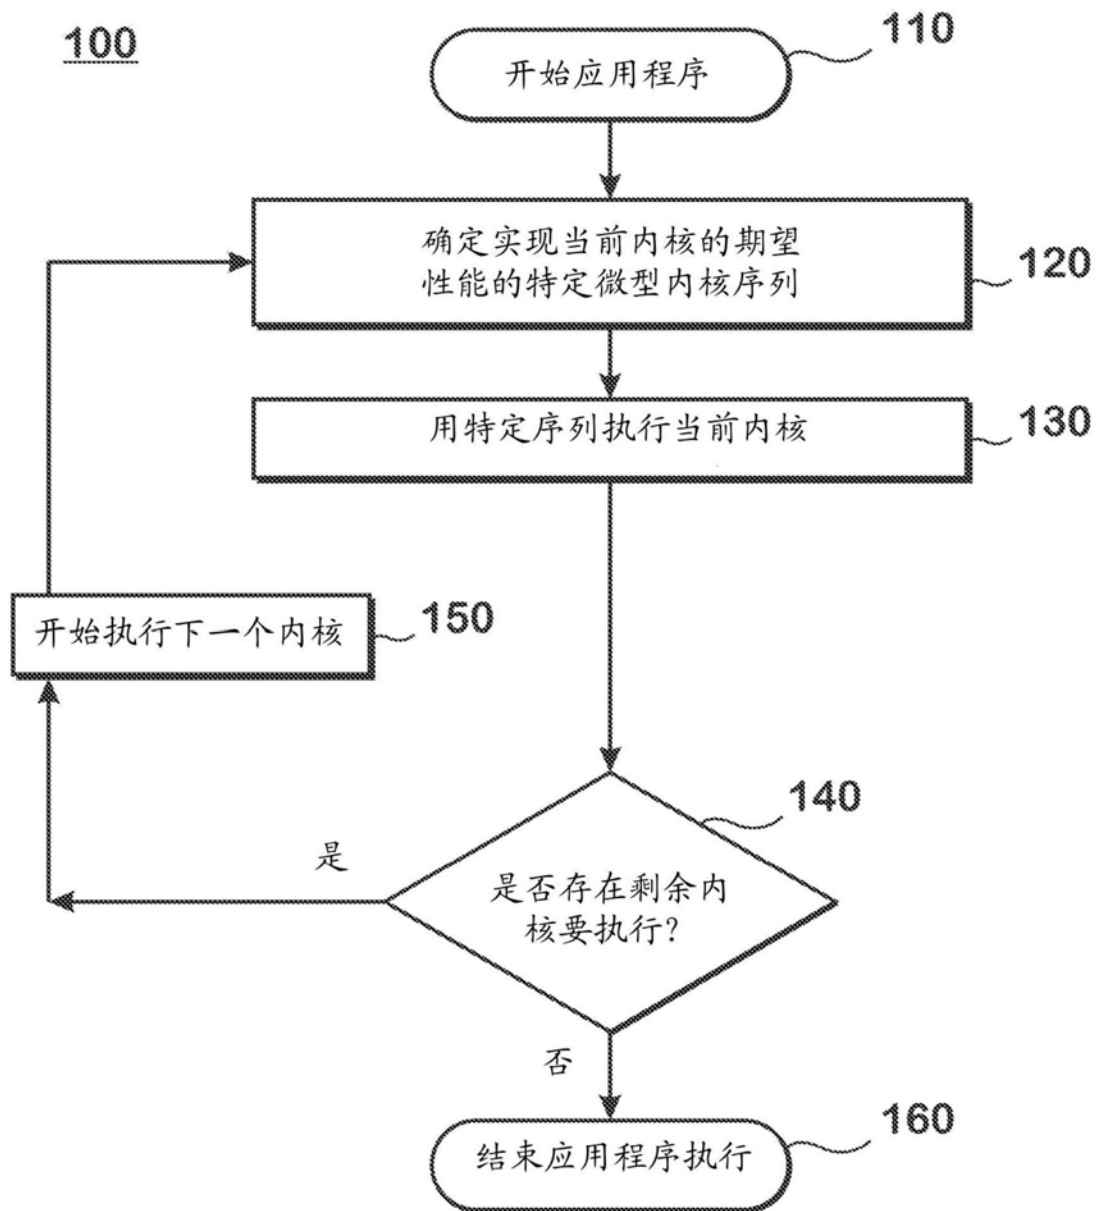 100
开始应用程序
110
确定实现当前内核的期望
性能的特定微型内核序列
120
用特定序列执行当前内核
130
开始执行下一个内核
150
140
是
是否存在剩余内
核要执行?
否
结束应用程序执行
160